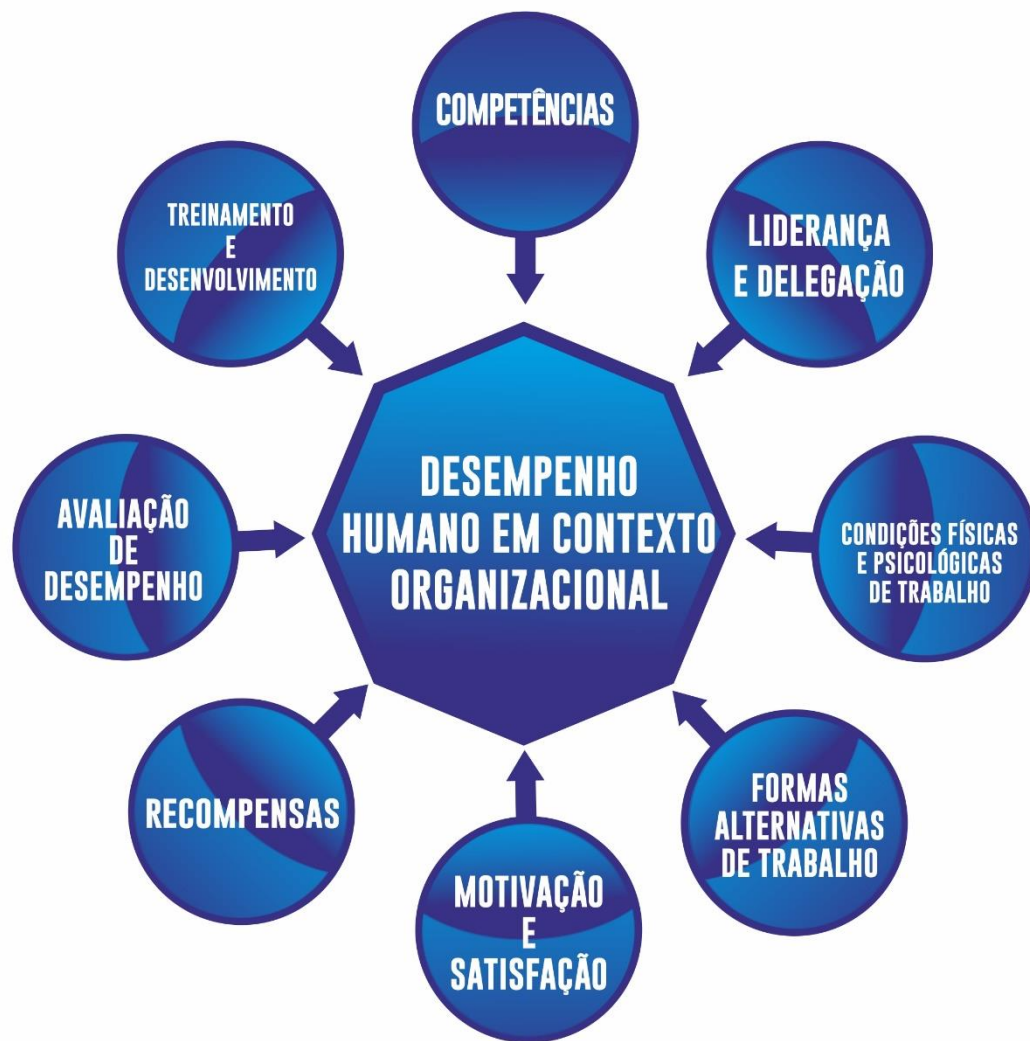 COMPETÊNCIAS
LIDERANÇA
E DELEGAÇÃO
CONDIÇÕES FÍSICAS
E PSICOLÓGICAS
DE TRABALHO
FORMAS
ALTERNATIVAS
DE TRABALHO
MOTIVAÇÃO
E
SATISFAÇÃO
RECOMPENSAS
AVALIAÇÃO
DE
DESEMPENHO
TREINAMENTO
E
DESENVOLVIMENTO
DESEMPENHO
HUMANO EM CONTEXTO
ORGANIZACIONAL